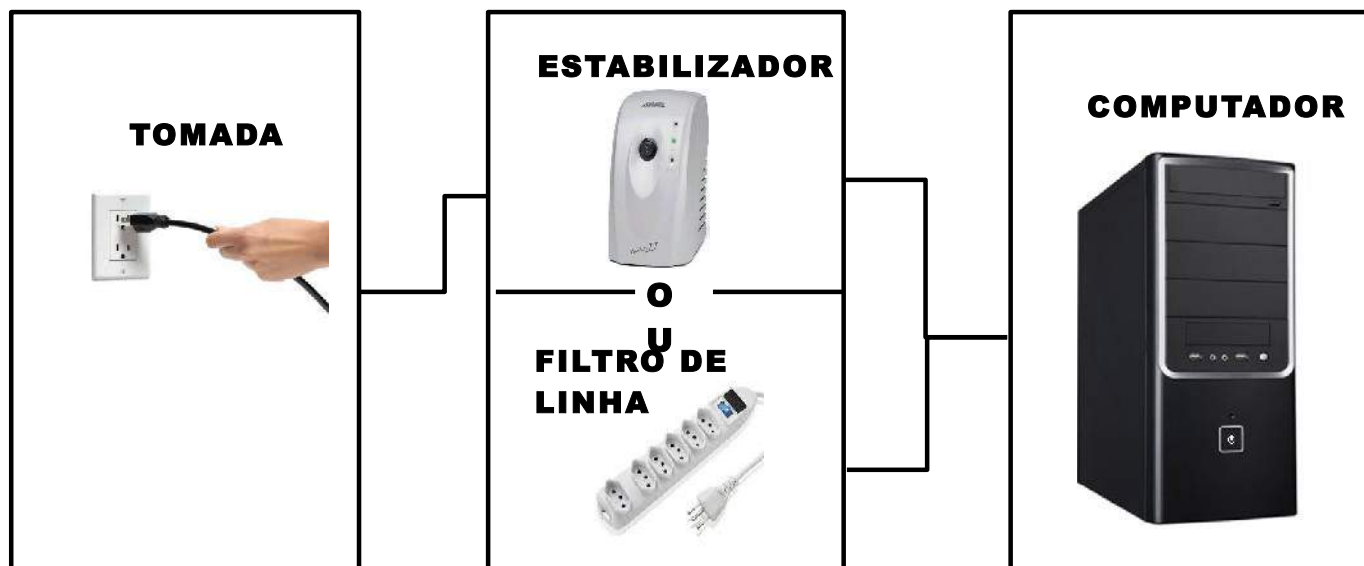 TOMADA
ESTABILIZADOR
O
U
FILTRO DE
LINHA
COMPUTADOR